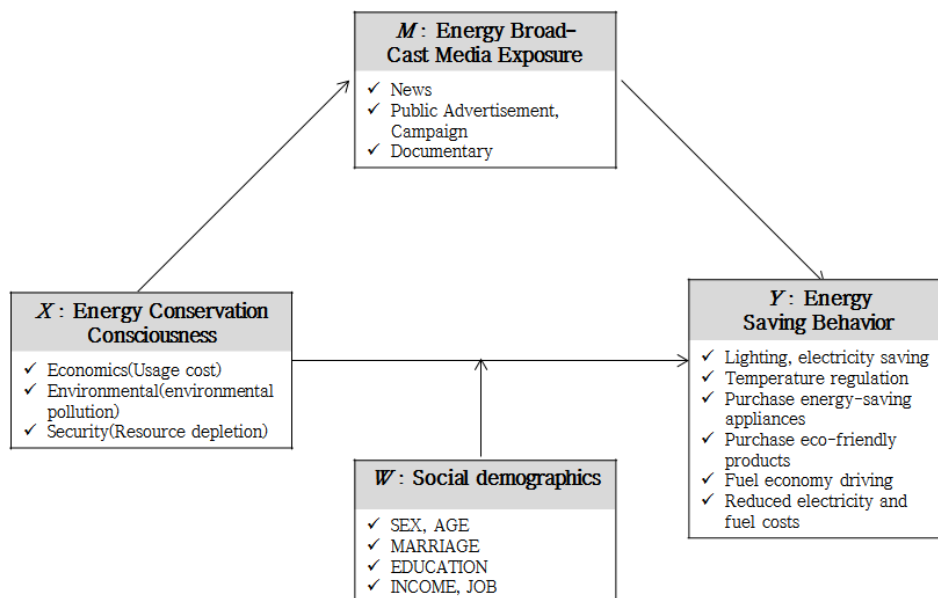 M : Energy Broad-
Cast Media Exposure
✓ News
✓ Public Advertisement,
Campaign
✓ Documentary
X : Energy Conservation
Consciousness
✓ Economics(Usage cost)
✓ Environmental(environmental
pollution)
✓ Security(Resource depletion)
Y : Energy
Saving Behavior
✓ Lighting, electricity saving
✓ Temperature regulation
✓ Purchase energy-saving
appliances
✓ Purchase eco-friendly
products
✓ Fuel economy driving
✓ Reduced electricity and
fuel costs
W : Social demographics
✓ SEX, AGE
✓ MARRIAGE
✓ EDUCATION
✓ INCOME, JOB